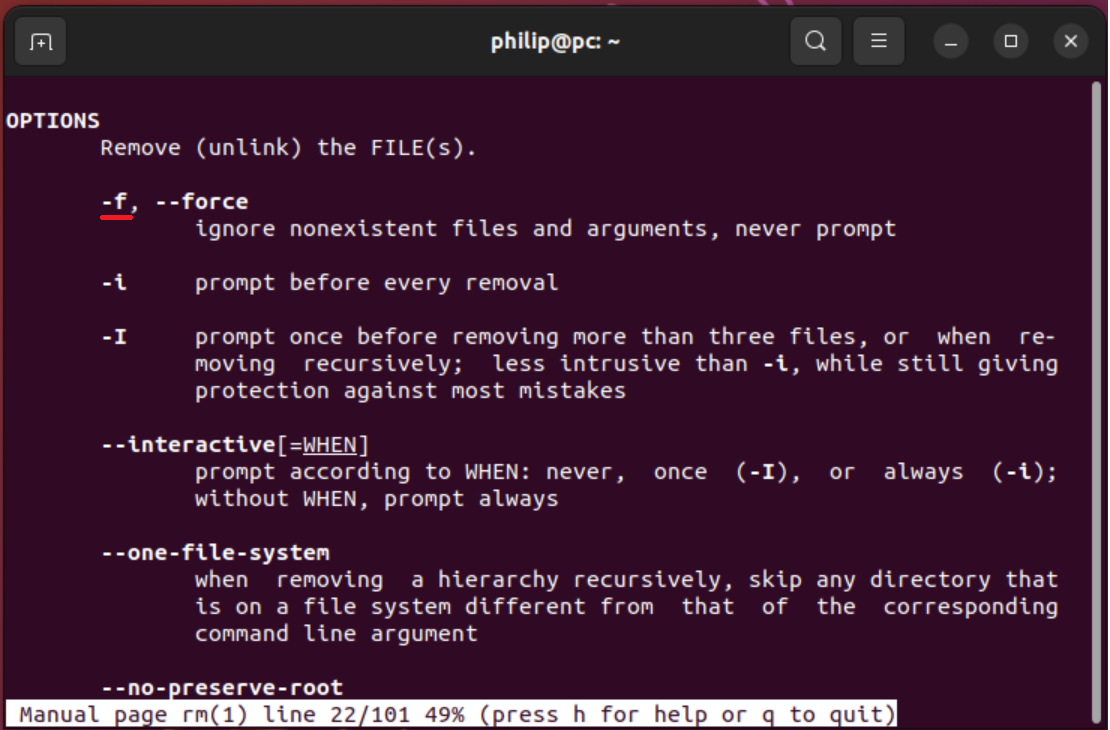 philip@pc: ~
OPTIONS
Remove (unlink) the FILE(s).
-f, --force
ignore nonexistent files and arguments, never prompt
-i prompt before every removal
-I prompt once before removing more than three files, or when re-
moving recursively; less intrusive than -i, while still giving
protection against most mistakes
--interactive[=WHEN]
prompt according to WHEN: never, once (-I), or always (-i);
without WHEN, prompt always
--one-file-system
when removing a hierarchy recursively, skip any directory that
is on a file system different from that of the corresponding
command line argument
--no-preserve-root
Manual page rm(1) line 22/101 49% (press h for help or q to quit)